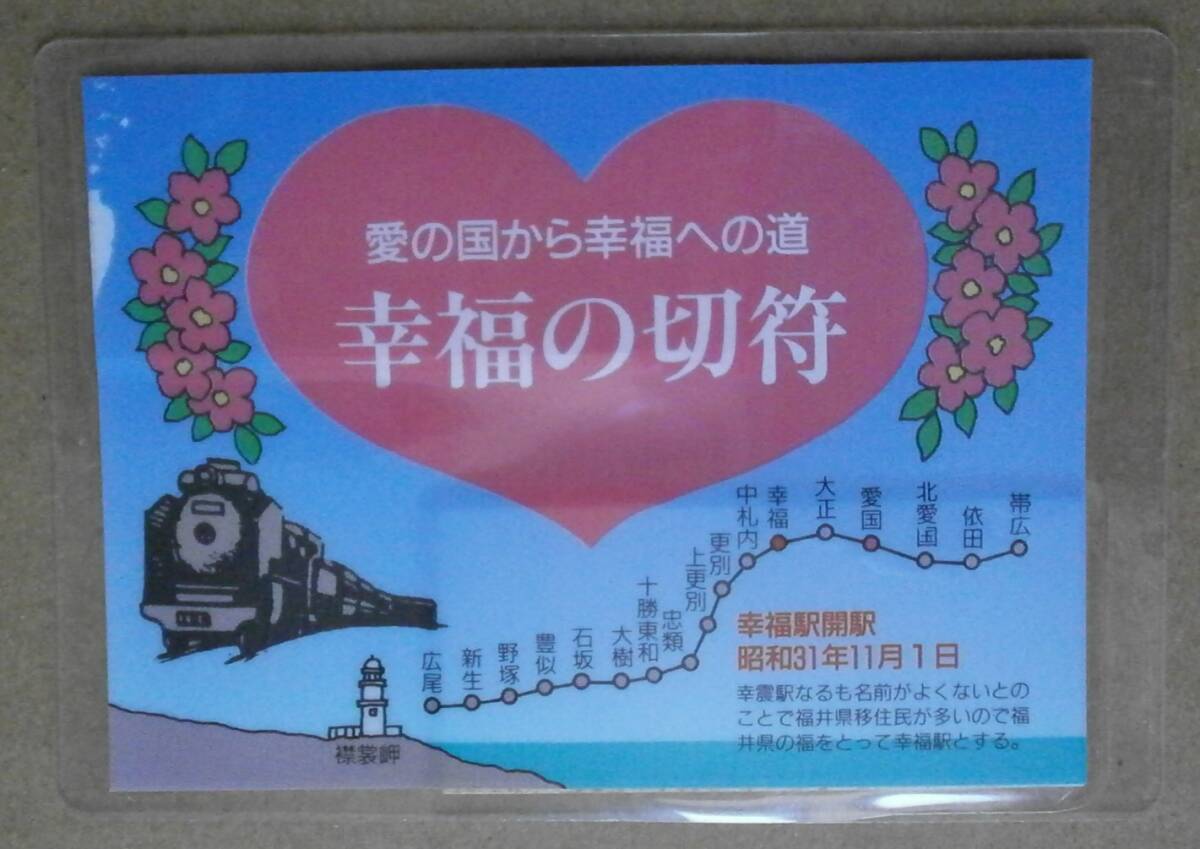 愛の国から幸福への道
幸福の切符
広尾
新生
野塚
豊似
石坂
大樹
十勝東和
忠類
上更別
更別
中札内
幸福
大正
愛国
北愛国
依田
帯広
幸福駅開駅
昭和31年11月1日
幸震駅なるも名前がよくないとの
ことで福井県移住民が多いので福
井県の福をとって幸福駅とする。
襟裳岬